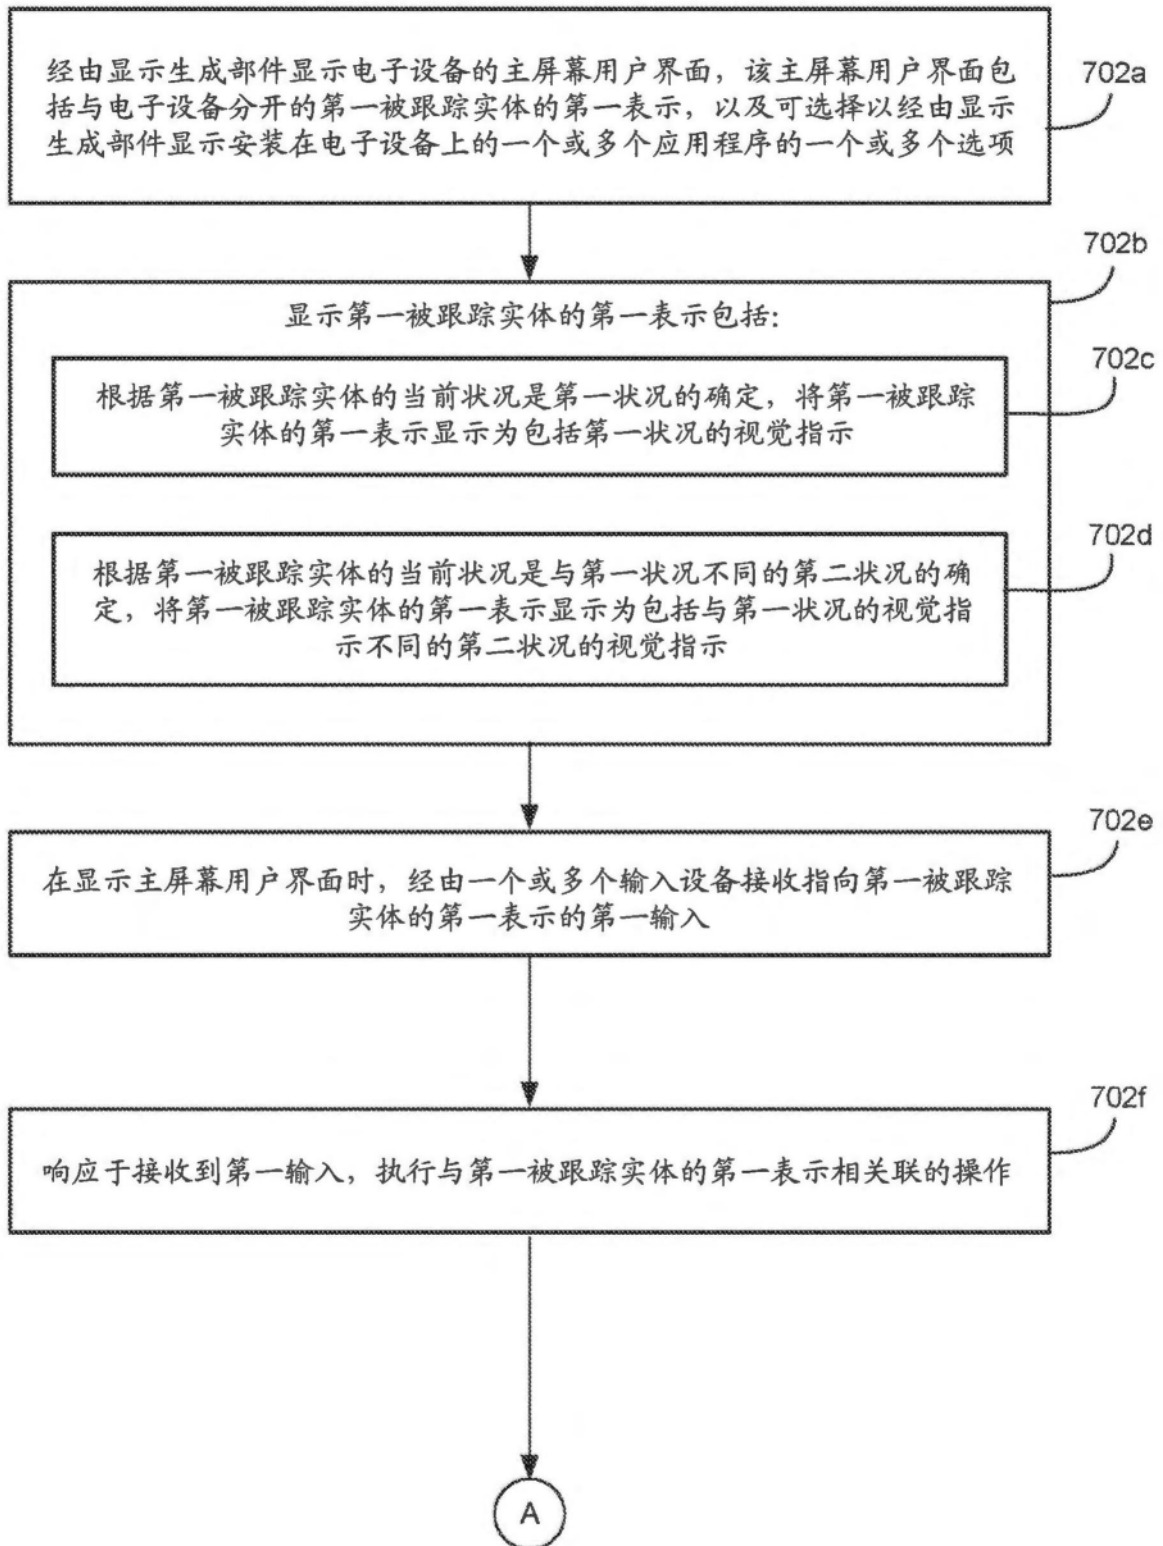 经由显示生成部件显示电子设备的主屏幕用户界面，该主屏幕用户界面包
括与电子设备分开的第一被跟踪实体的第一表示，以及可选择以经由显示
生成部件显示安装在电子设备上的一个或多个应用程序的一个或多个选项
702a
702b
显示第一被跟踪实体的第一表示包括：
702c
根据第一被跟踪实体的当前状况是第一状况的确定，将第一被跟踪
实体的第一表示显示为包括第一状况的视觉指示
702d
根据第一被跟踪实体的当前状况是与第一状况不同的第二状况的确
定，将第一被跟踪实体的第一表示显示为包括与第一状况的视觉指
示不同的第二状况的视觉指示
702e
在显示主屏幕用户界面时，经由一个或多个输入设备接收指向第一被跟踪
实体的第一表示的第一输入
702f
响应于接收到第一输入，执行与第一被跟踪实体的第一表示相关联的操作
A